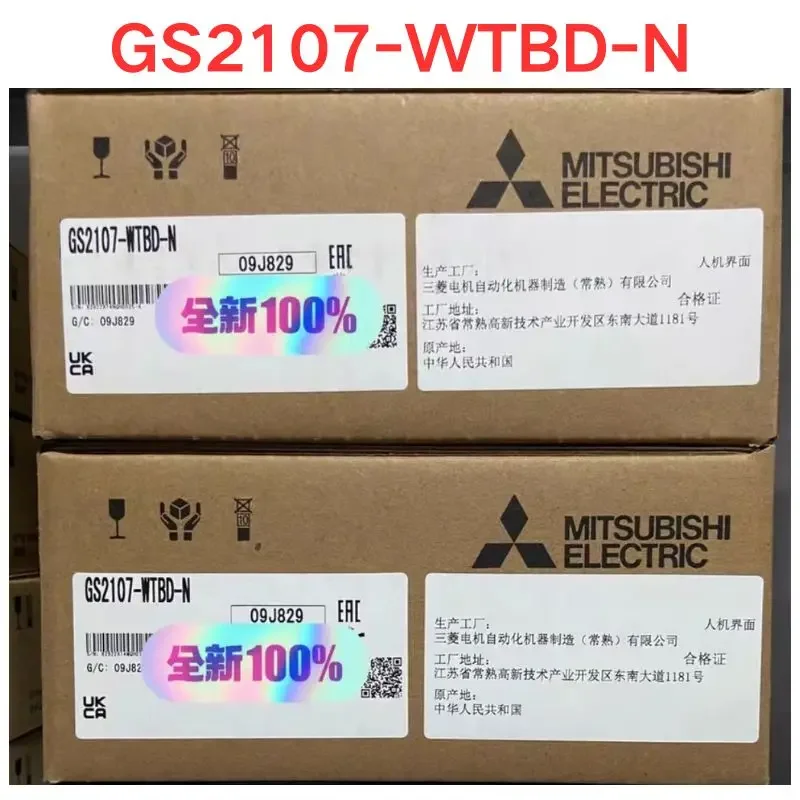 GS2107-WTBD-N
MITSUBISHI
ELECTRIC
GS2107-WTBD-N
09J829
EAC
全新100%
G/C: 09J829
UK
CA
人机界面
生产工厂:
三菱电机自动化机器制造（常熟）有限公司
合格证
工厂地址:
江苏省常熟高新技术产业开发区东南大道1181号
原产地:
中华人民共和国
10
MITSUBISHI
ELECTRIC
GS2107-WTBD-N
09J829
EAC
全新100%
G/C: 09J82
UK
CA
人机界面
生产工厂:
三菱电机自动化机器制造（常熟）有限公司
合格证
工厂地址:
江苏省常熟高新技术产业开发区东南大道1181号
原产地:
中华人民共和国
10